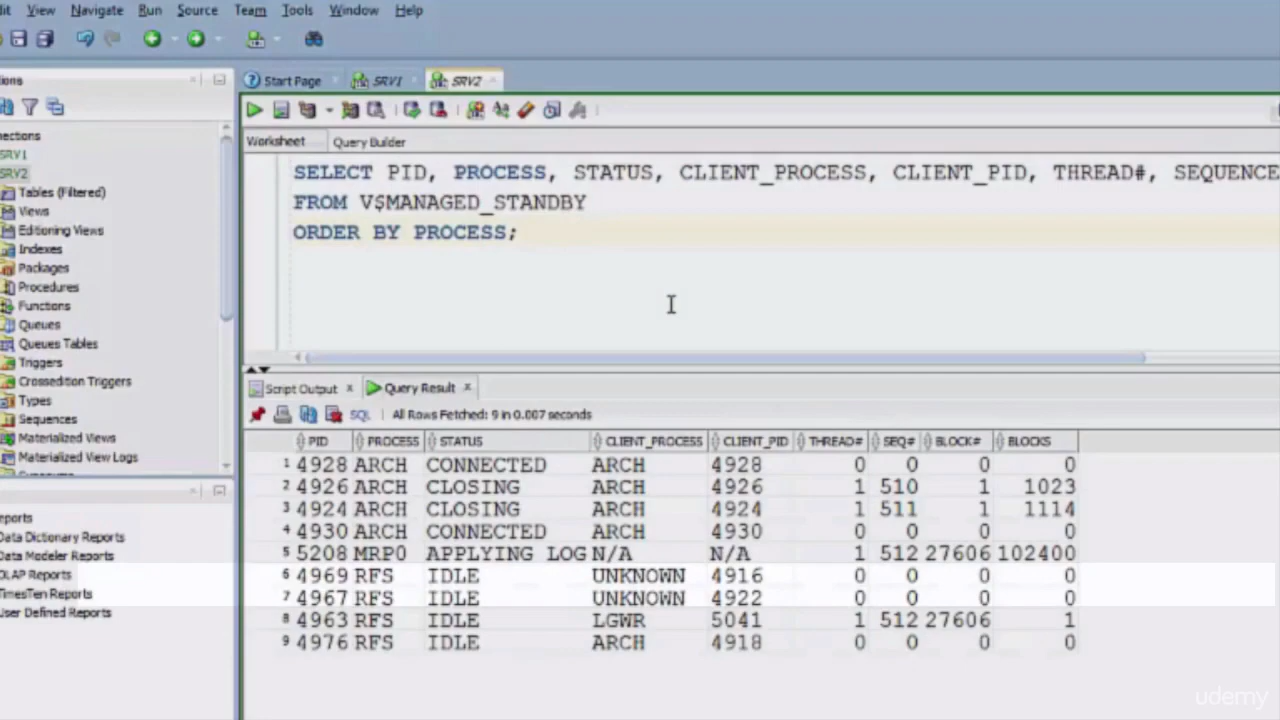 View Navigate Run Source Team Tools Window Help
Start Page SRV1 SRV2
Worksheet Query Builder
SRV1
SRV2
Tables (Filtered)
Views
Editioning Views
Indexes
Packages
Procedures
Functions
Queues
Queues Tables
Triggers
Crossedition Triggers
Types
Sequences
Materialized Views
Materialized View Logs
SELECT PID, PROCESS, STATUS, CLIENT_PROCESS, CLIENT_PID, THREAD#, SEQUENCE
FROM V$MANAGED_STANDBY
ORDER BY PROCESS;
Script Output Query Result
SQL All Rows Fetched: 9 in 0.007 seconds
PID PROCESS STATUS CLIENT_PROCESS CLIENT_PID THREAD# SEQ# BLOCK# BLOCKS
1 4928 ARCH CONNECTED ARCH 4928 0 0 0 0
2 4926 ARCH CLOSING ARCH 4926 1 510 1 1023
3 4924 ARCH CLOSING ARCH 4924 1 511 1 1114
4 4930 ARCH CONNECTED ARCH 4930 0 0 0 0
5 5208 MRP0 APPLYING LOG N/A N/A 1 512 27606 102400
6 4969 RFS IDLE UNKNOWN 4916 0 0 0 0
7 4967 RFS IDLE UNKNOWN 4922 0 0 0 0
8 4963 RFS IDLE LGWR 5041 1 512 27606 1
9 4976 RFS IDLE ARCH 4918 0 0 0 0
Data Dictionary Reports
Data Modeler Reports
OLAP Reports
TimesTen Reports
User Defined Reports
udemy